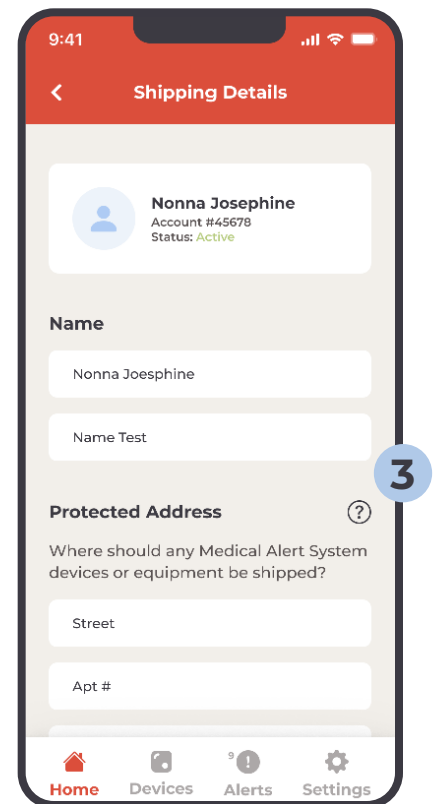 9:41
Shipping Details
Nonna Josephine
Account #45678
Status: Active
Name
Nonna Joesphine
Name Test
3
Protected Address
?
Where should any Medical Alert System
devices or equipment be shipped?
Street
Apt #
9 !
Home Devices Alerts Settings